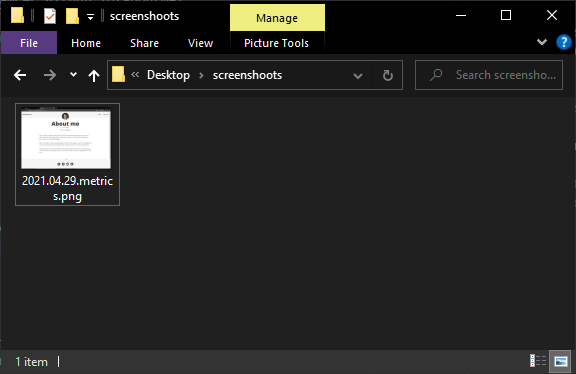 screenshoots
Manage
File
Home
Share
View
Picture Tools
Desktop
screenshoots
Search screensho...
About me
2021.04.29.metric
s.png
1 item